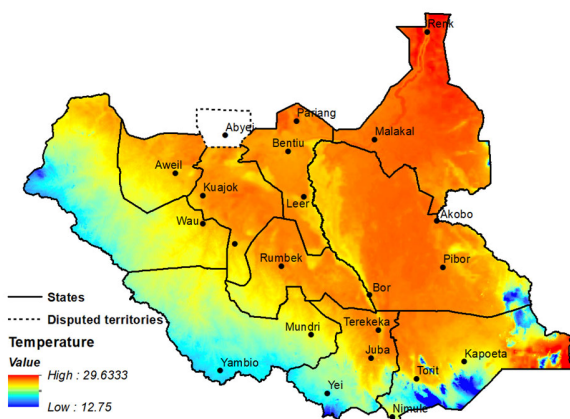 Renk
Pariang
Abyei
Malakal
Bentiu
Aweil
Kuajok
Leer
Wau
Akobo
Rumbek
Pibor
Bor
States
Disputed territories
Terekeka
Mundri
Temperature
Juba
Kapoeta
Value
Yambio
Torit
High : 29.6333
Yei
Low : 12.75
Nimule